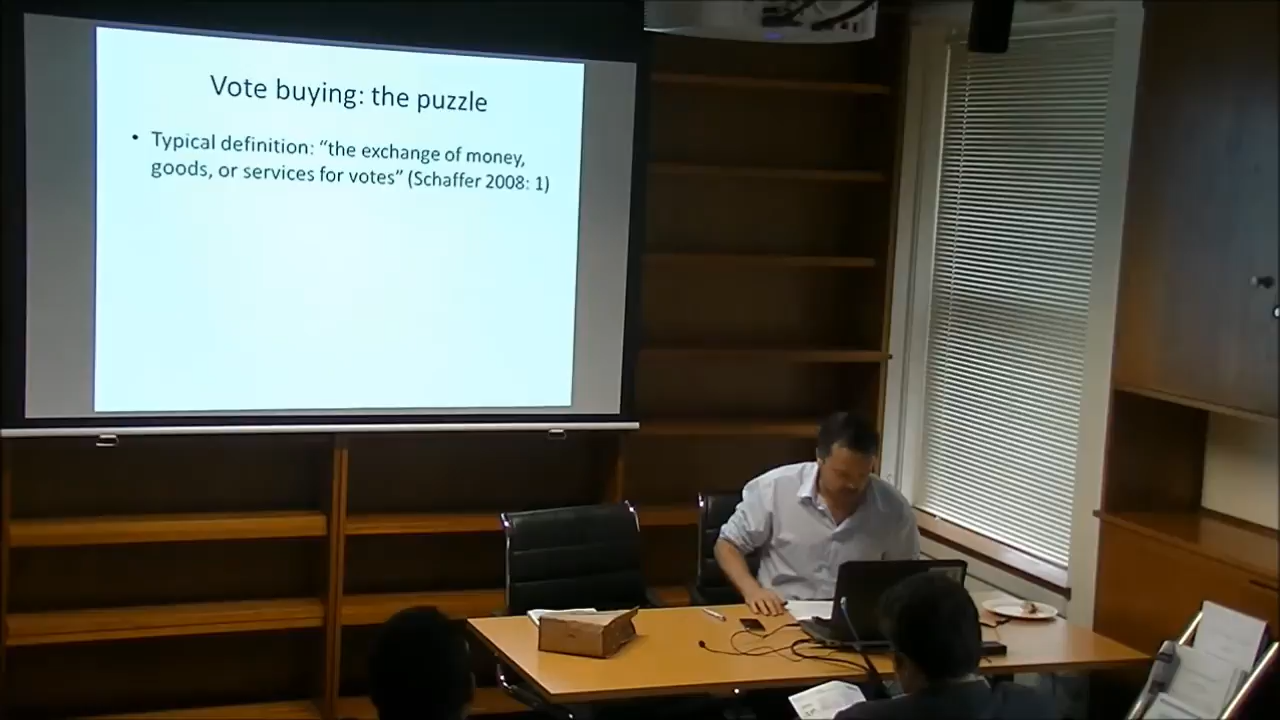 Vote buying: the puzzle
• Typical definition: “the exchange of money,
goods, or services for votes” (Schaffer 2008: 1)